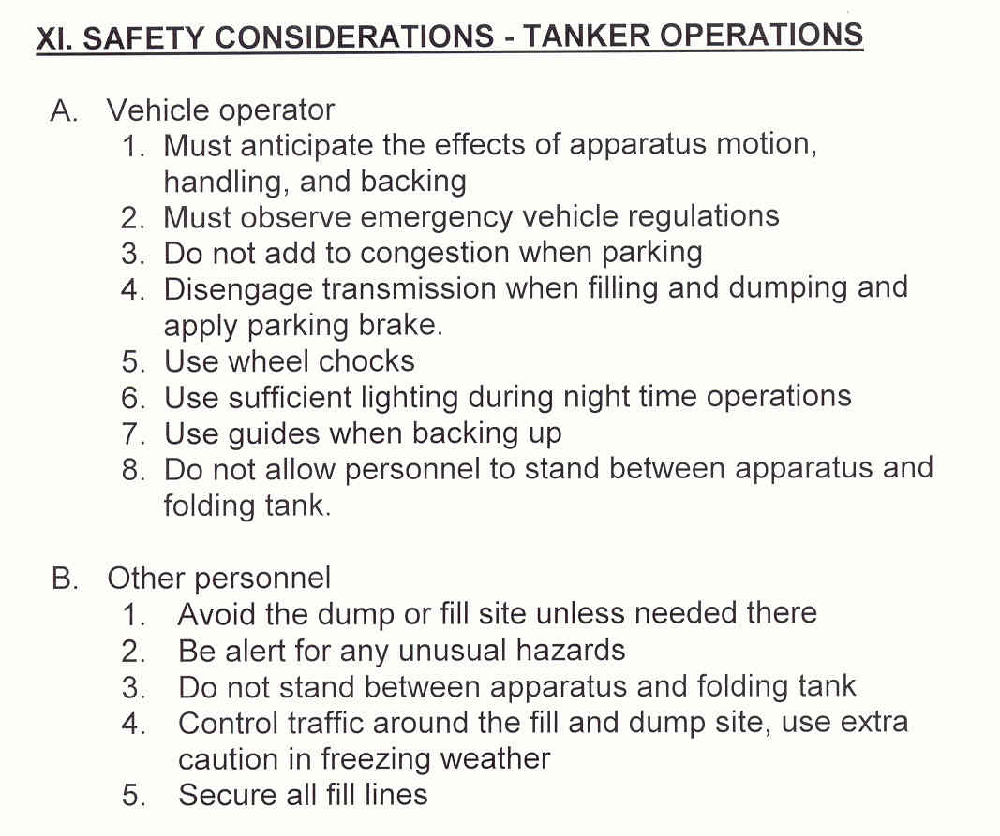 XI. SAFETY CONSIDERATIONS - TANKER OPERATIONS
A. Vehicle operator
1. Must anticipate the effects of apparatus motion,
handling, and backing
2. Must observe emergency vehicle regulations
3. Do not add to congestion when parking
4. Disengage transmission when filling and dumping and
apply parking brake.
5. Use wheel chocks
6. Use sufficient lighting during night time operations
7. Use guides when backing up
8. Do not allow personnel to stand between apparatus and
folding tank.
B. Other personnel
1. Avoid the dump or fill site unless needed there
2. Be alert for any unusual hazards
3. Do not stand between apparatus and folding tank
4. Control traffic around the fill and dump site, use extra
caution in freezing weather
5. Secure all fill lines